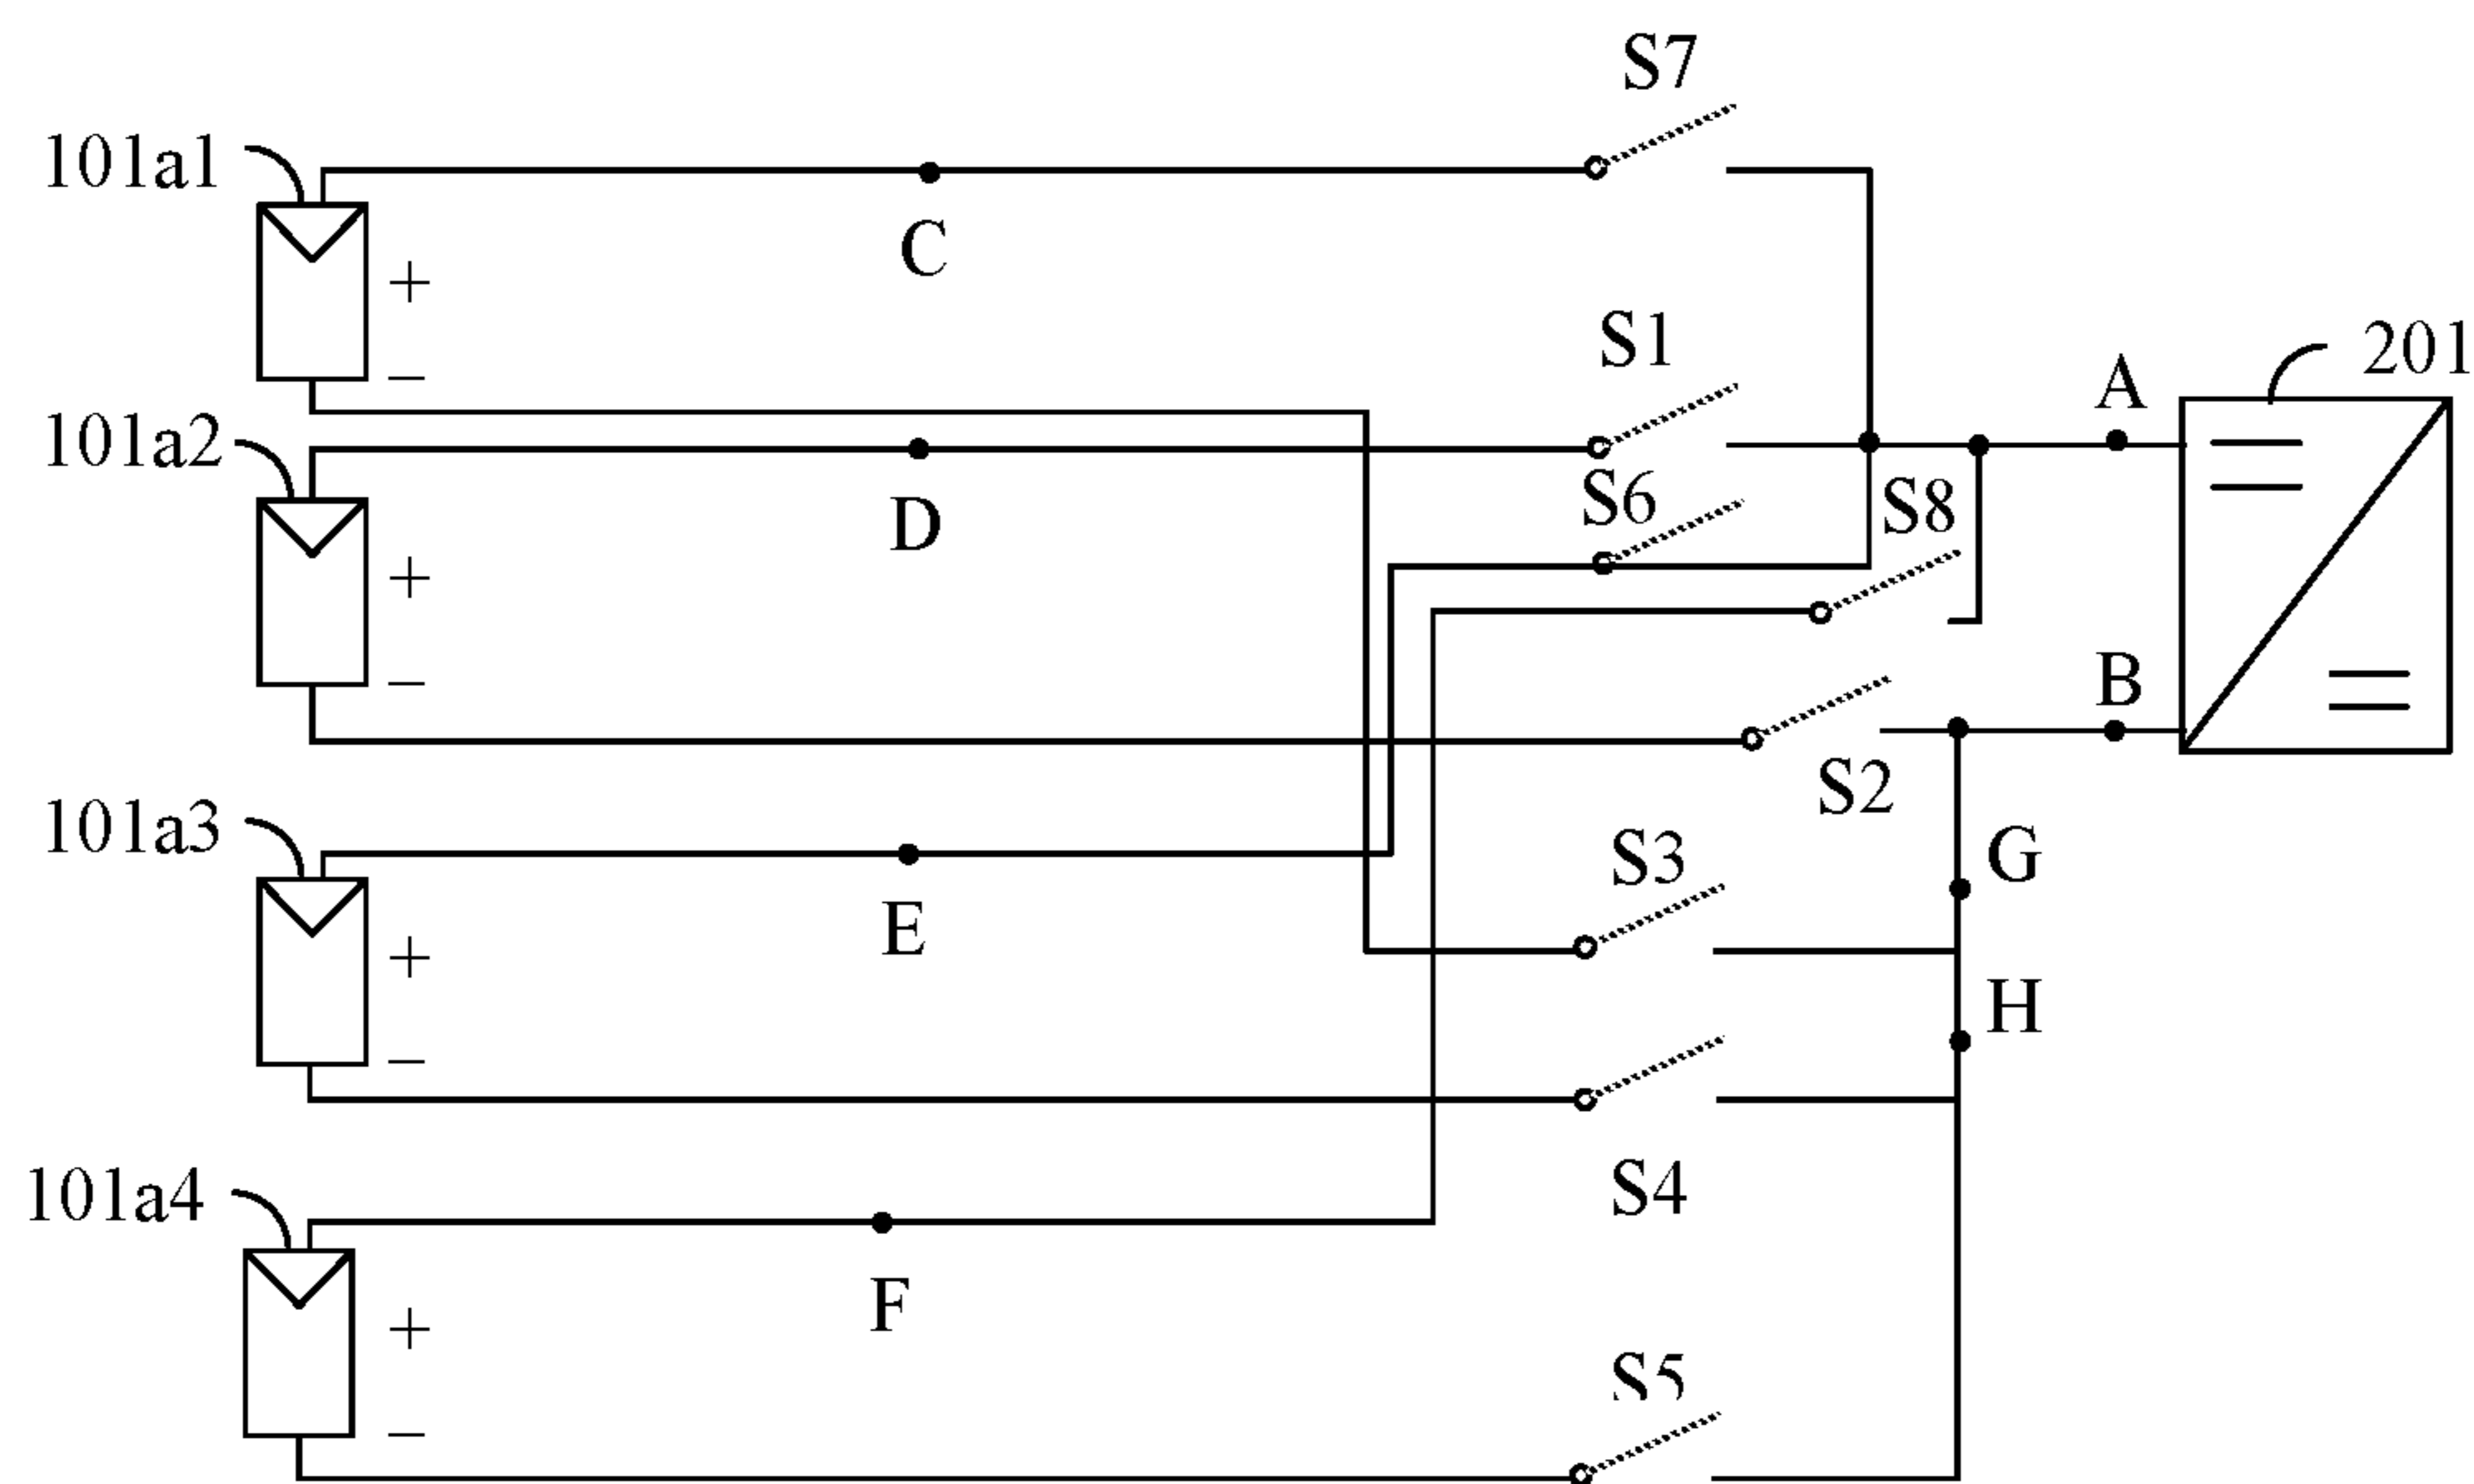 S7
101a1
+
C
−
S1
201
A
101a2
D
S6
S8
+
B
−
S2
101a3
S3
G
E
+
H
−
S4
101a4
F
+
S5
−